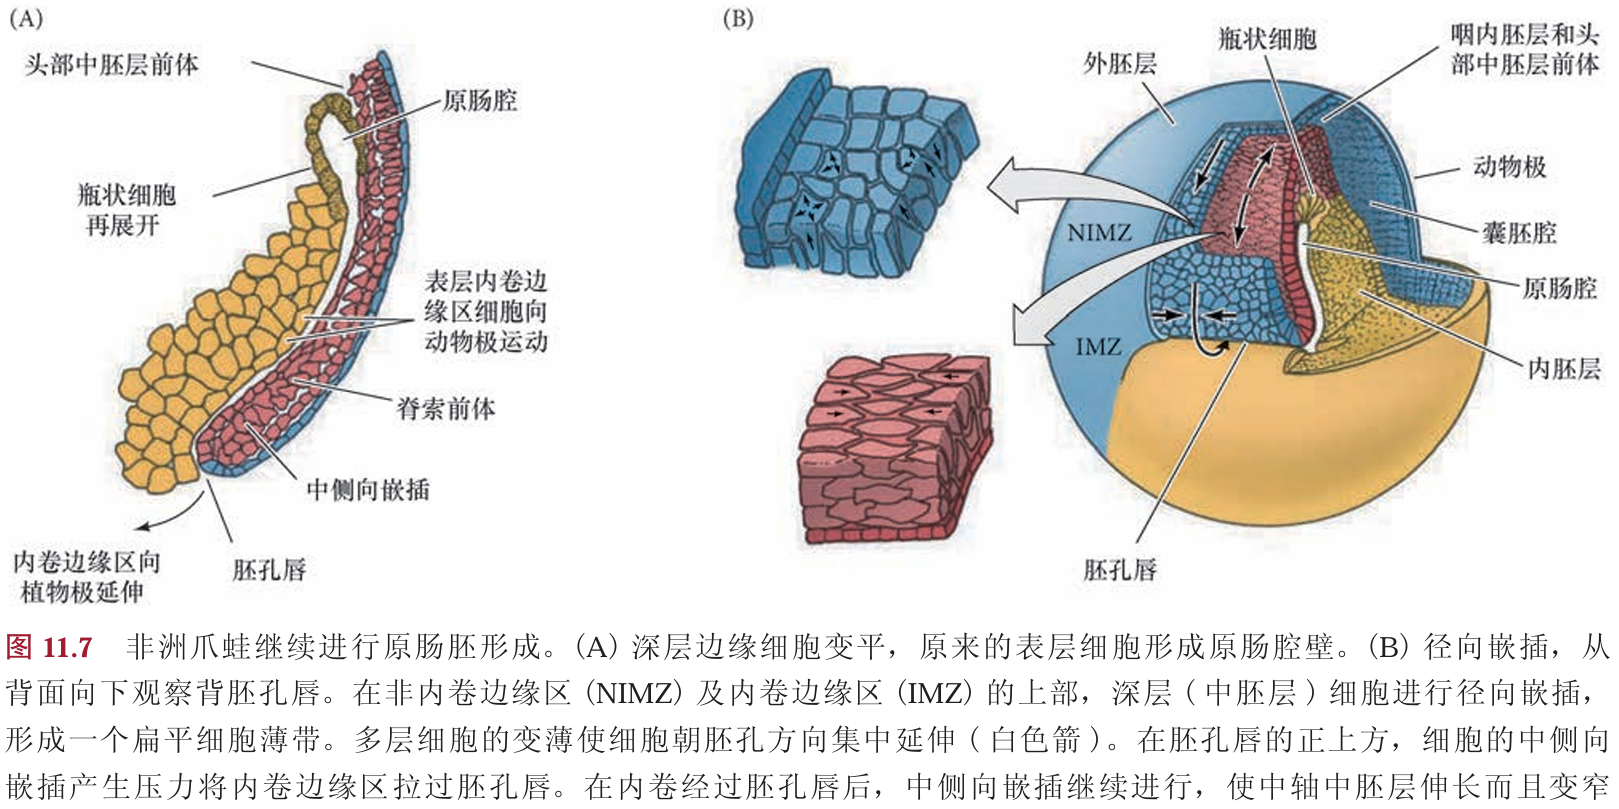 (A)
头部中胚层前体
原肠腔
瓶状细胞
再展开
表层内卷边
缘区细胞向
动物极运动
脊索前体
中侧向嵌插
内卷边缘区向
植物极延伸
胚孔唇
(B)
外胚层
瓶状细胞
咽内胚层和头
部中胚层前体
动物极
囊胚腔
原肠腔
内胚层
NIMZ
IMZ
胚孔唇
图 11.7 非洲爪蛙继续进行原肠胚形成。(A) 深层边缘细胞变平，原来的表层细胞形成原肠腔壁。(B) 径向嵌插，从
背面向下观察背胚孔唇。在非内卷边缘区 (NIMZ) 及内卷边缘区 (IMZ) 的上部，深层 ( 中胚层 ) 细胞进行径向嵌插，
形成一个扁平细胞薄带。多层细胞的变薄使细胞朝胚孔方向集中延伸 ( 白色箭 )。在胚孔唇的正上方，细胞的中侧向
嵌插产生压力将内卷边缘区拉过胚孔唇。在内卷经过胚孔唇后，中侧向嵌插继续进行，使中轴中胚层伸长而且变窄